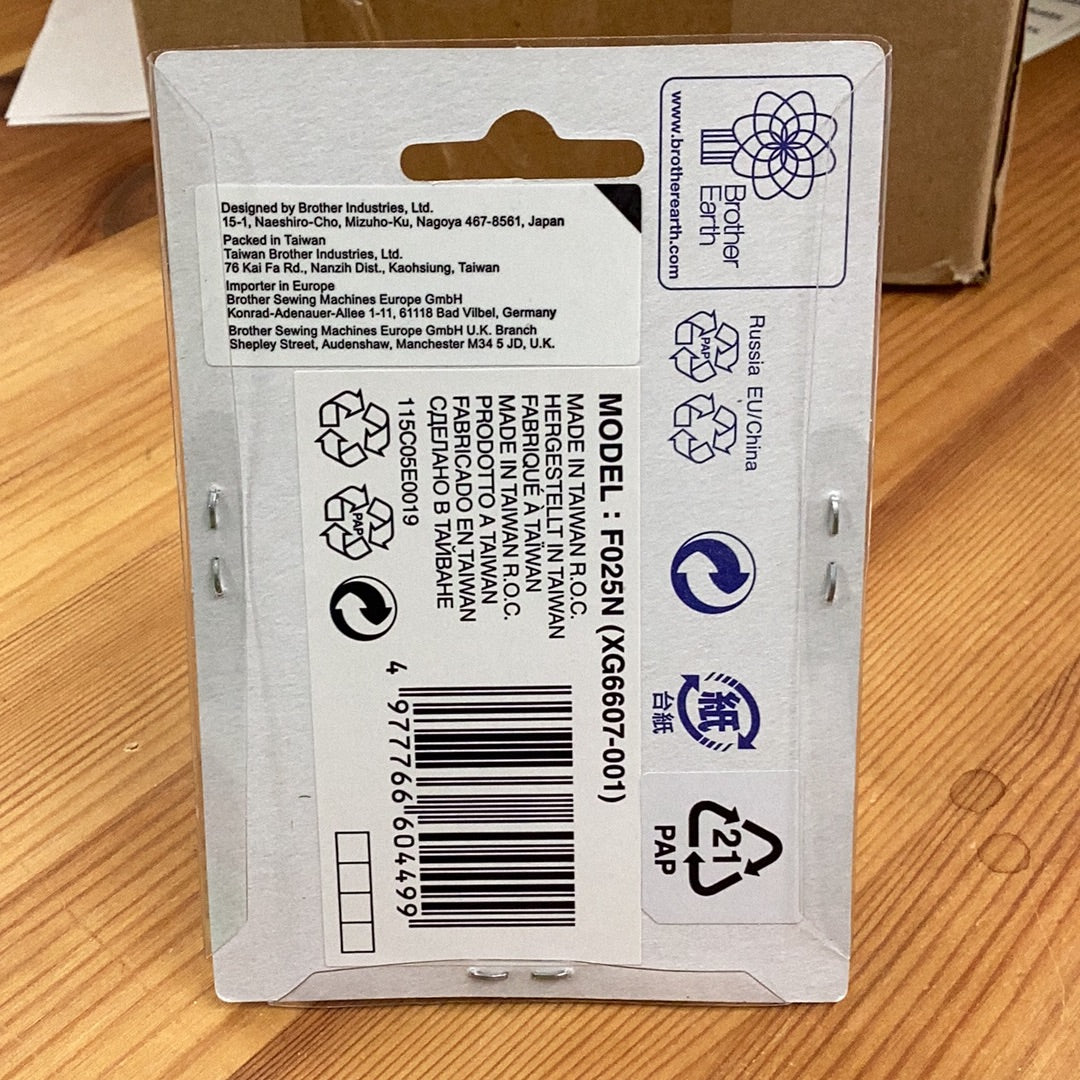 Designed by Brother Industries, Ltd.
15-1, Naeshiro-Cho, Mizuho-Ku, Nagoya 467-8561, Japan
Packed in Taiwan
Taiwan Brother Industries, Ltd.
76 Kai Fa Rd., Nanzih Dist., Kaohsiung, Taiwan
Importer in Europe
Brother Sewing Machines Europe GmbH
Konrad-Adenauer-Allee 1-11, 61118 Bad Vilbel, Germany
Brother Sewing Machines Europe GmbH U.K. Branch
Shepley Street, Audenshaw, Manchester M34 5 JD, U.K.
Brother
Earth
www.brotherearth.com
Russia EU/China
PAP
紙
台紙
21
PAP
MODEL : F025N (XG6607-001)
MADE IN TAIWAN R.O.C.
HERGESTELLT IN TAIWAN
FABRIQUÉ À TAÏWAN
MADE IN TAIWAN R.O.C.
PRODOTTO A TAIWAN
FABRICADO EN TAIWAN
СДЕЛАНО В ТАЙВАНЕ
115C05E0019
PAP
4 977766 604499